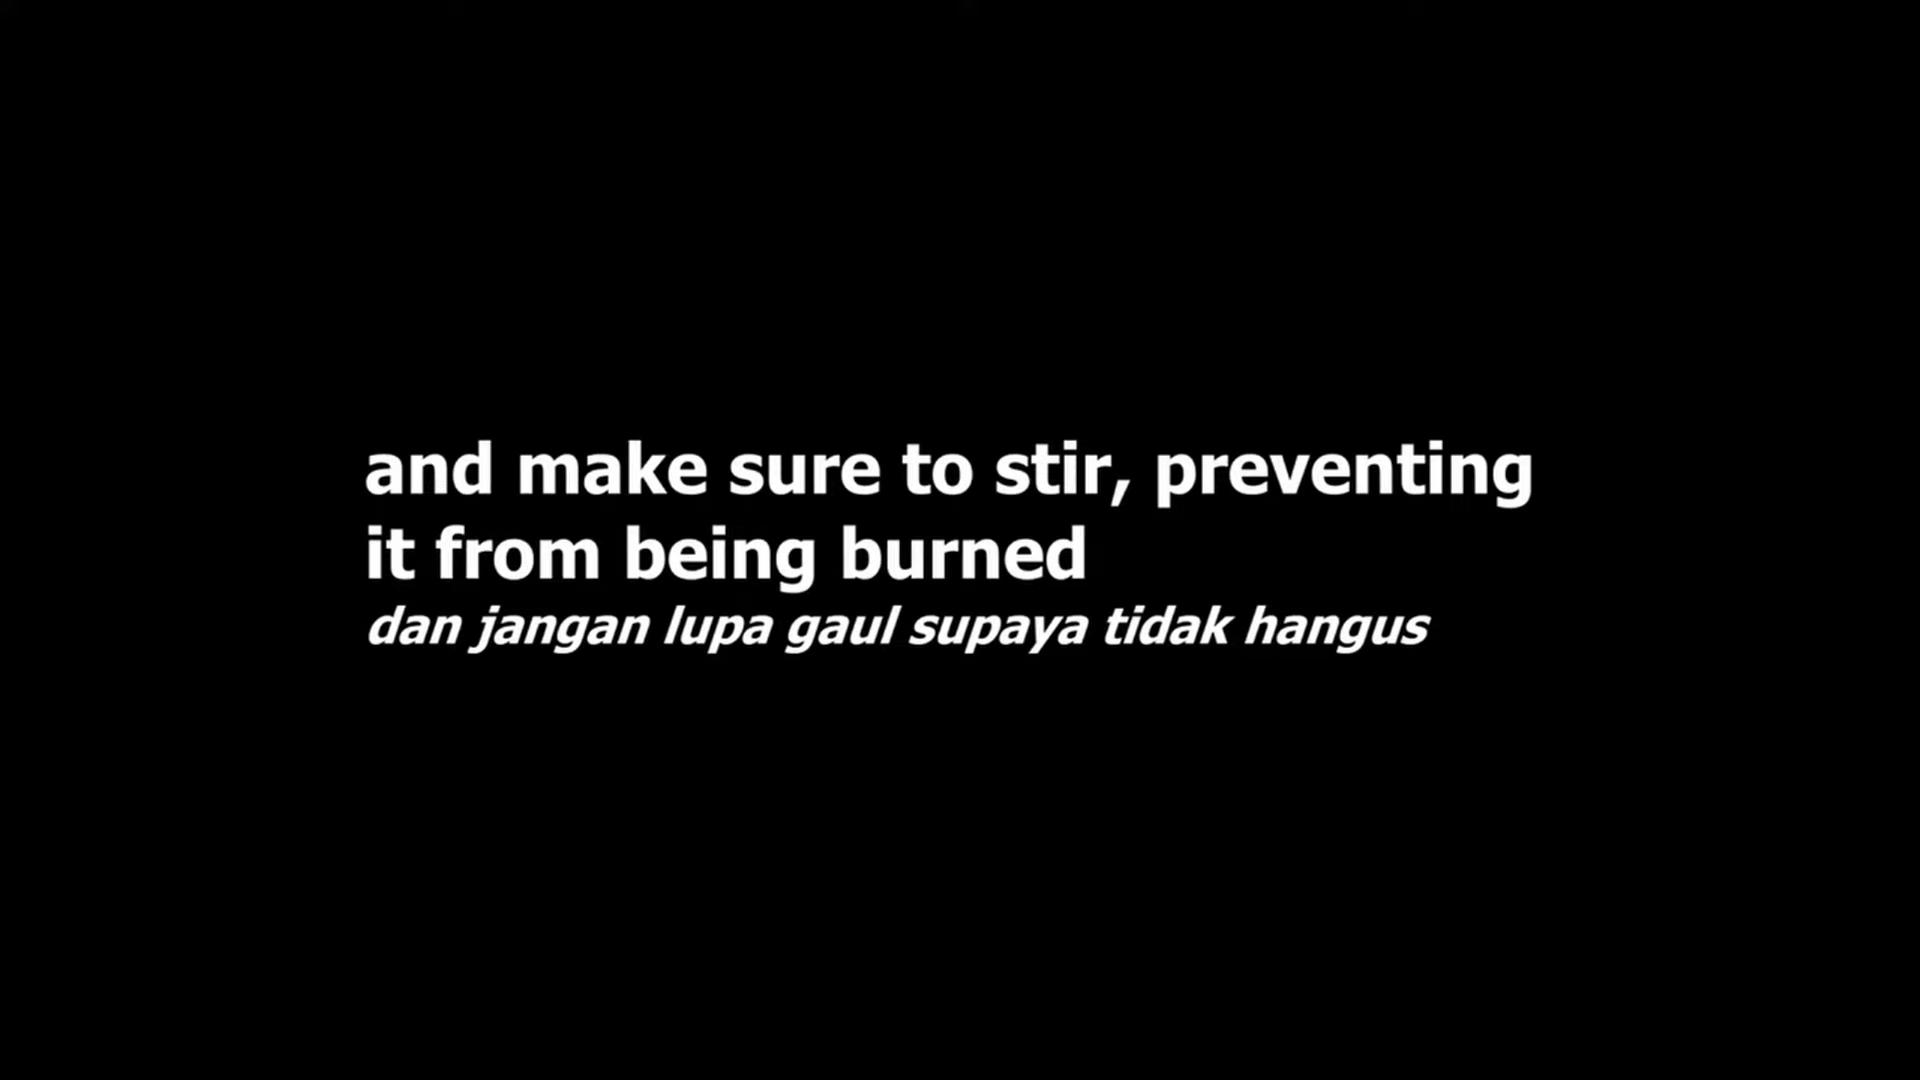 and make sure to stir, preventing
it from being burned
dan jangan lupa gaul supaya tidak hangus